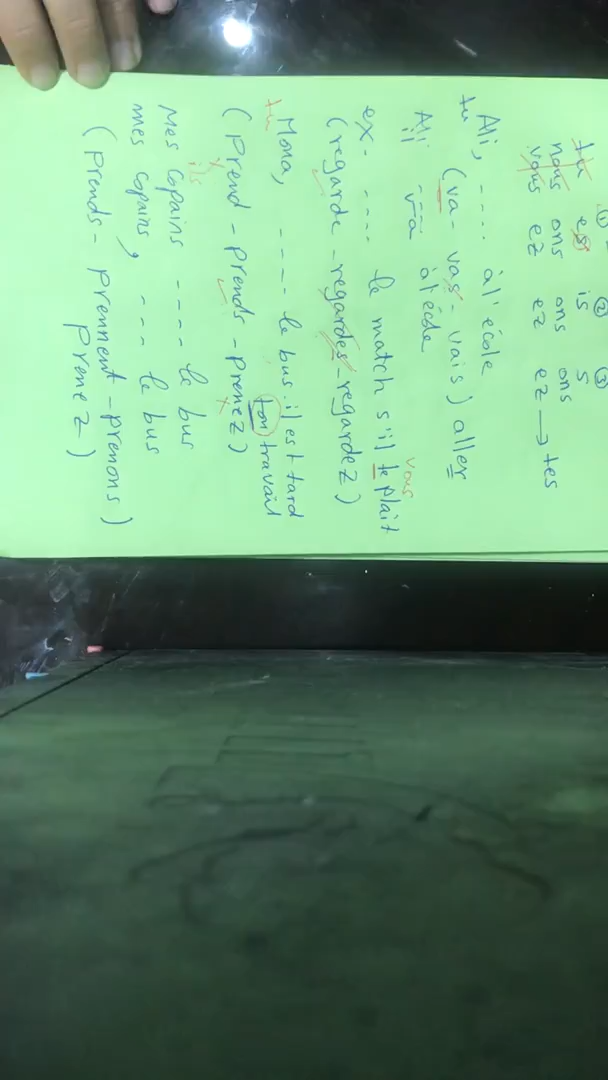 ① ② ③
tu es is s
nous ons ons ons
vous ez ez ez → tes
Ali, ---- à l'école
tu (va - vas - vais) aller
Ali --- à l'école
il va
ex. ---- le match s'il te plait
vous
(regarde - regardes - regardez)
Mona, ---- le bus. il est tard
tu ton travail
(Prend - prends - prenez)
ils
Mes copains ---- le bus
mes copains, --- le bus
(prends - prennent - prenons)
prenez)